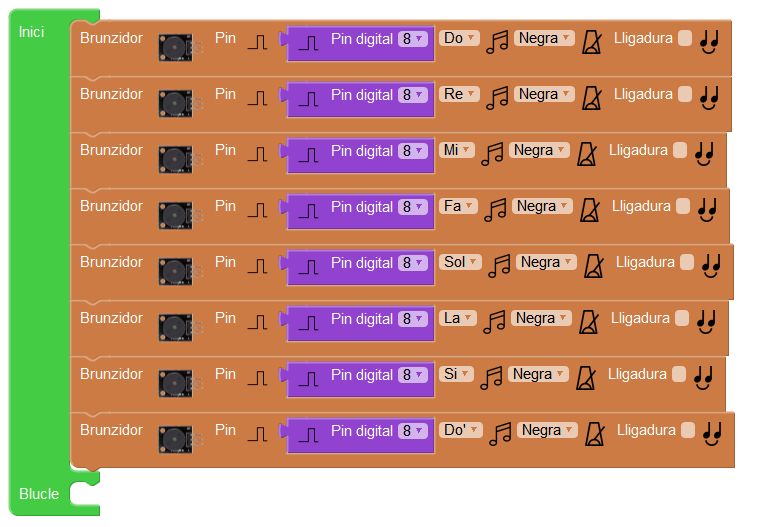 Inici
Brunzidor Pin Pin digital 8 Do Negra Lligadura
Brunzidor Pin Pin digital 8 Re Negra Lligadura
Brunzidor Pin Pin digital 8 Mi Negra Lligadura
Brunzidor Pin Pin digital 8 Fa Negra Lligadura
Brunzidor Pin Pin digital 8 Sol Negra Lligadura
Brunzidor Pin Pin digital 8 La Negra Lligadura
Brunzidor Pin Pin digital 8 Si Negra Lligadura
Brunzidor Pin Pin digital 8 Do' Negra Lligadura
Blucle